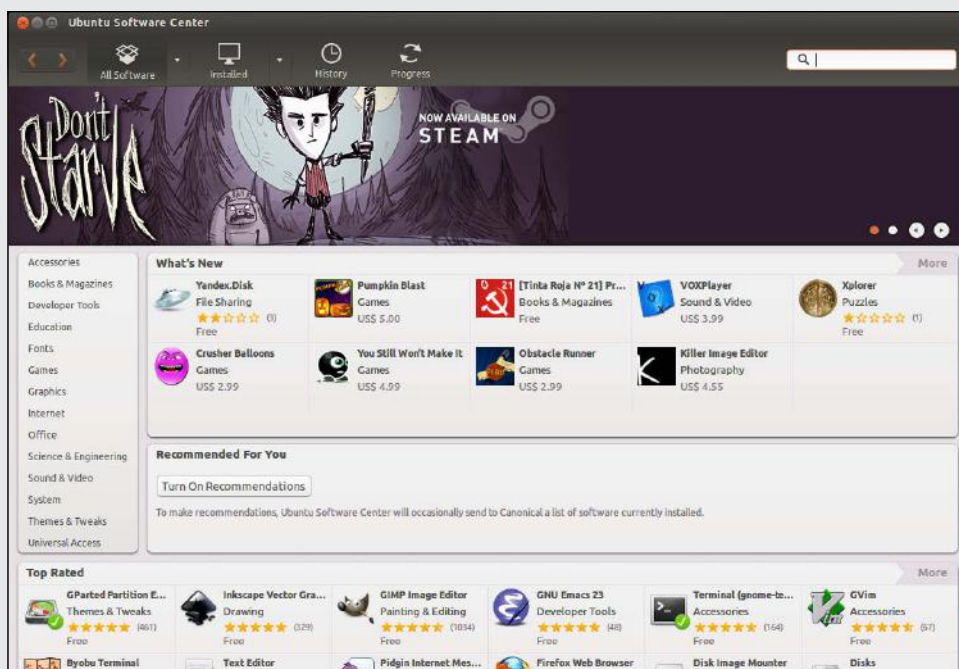 Ubuntu Software Center
All Software
Installed
History
Progress
Don't Starve
NOW AVAILABLE ON
STEAM
Accessories
Books & Magazines
Developer Tools
Education
Fonts
Games
Graphics
Internet
Office
Science & Engineering
Sound & Video
System
Themes & Tweaks
Universal Access
What's New
More
Yandex.Disk
File Sharing
(3)
Free
Pumpkin Blast
Games
US$ 5.00
[Tinta Roja Nº 21] Pr...
Books & Magazines
Free
VOXPlayer
Sound & Video
US$ 3.99
Xplorer
Puzzles
(1)
Free
Crusher Balloons
Games
US$ 2.99
You Still Won't Make It
Games
US$ 4.99
Obstacle Runner
Games
US$ 2.99
Killer Image Editor
Photography
US$ 4.55
Recommended For You
Turn On Recommendations
To make recommendations, Ubuntu Software Center will occasionally send to Canonical a list of software currently installed.
Top Rated
More
GParted Partition E...
Themes & Tweaks
(461)
Free
Inkscape Vector Gra...
Drawing
(329)
Free
GIMP Image Editor
Painting & Editing
(1034)
Free
GNU Emacs 23
Developer Tools
(48)
Free
Terminal (gnome-te...
Accessories
(164)
Free
GVim
Accessories
(67)
Free
Byobu Terminal
Text Editor
Pidgin Internet Mes...
Firefox Web Browser
Disk Image Mounter
Disks